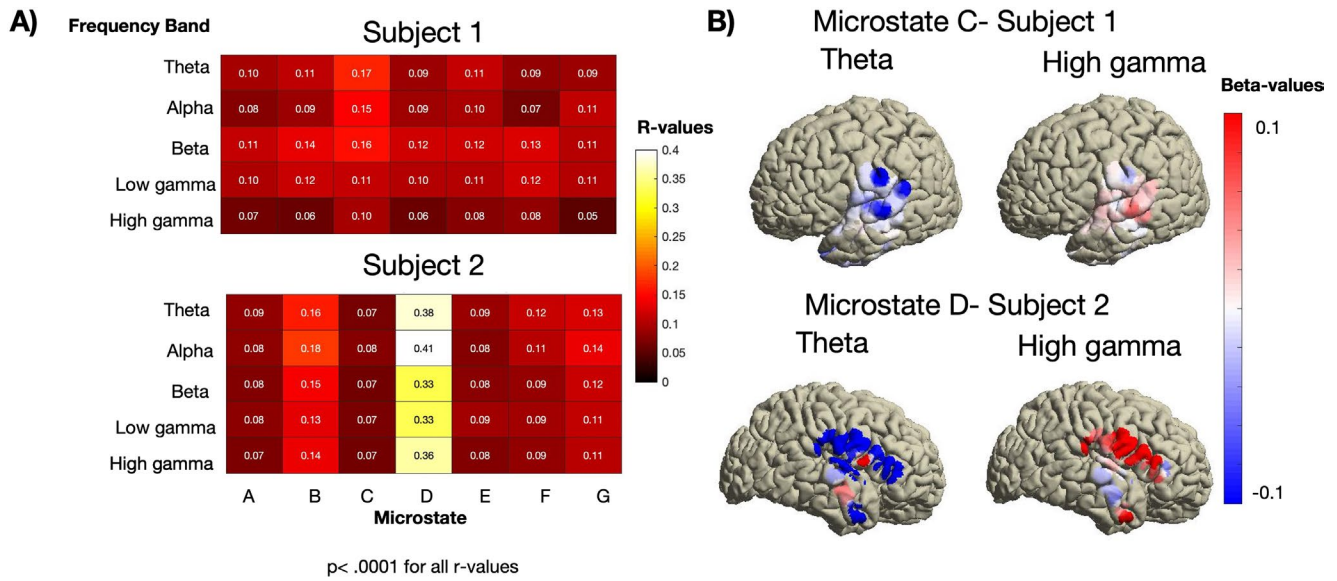 A)
Frequency Band
Subject 1
Theta 0.10 0.11 0.17 0.09 0.11 0.09 0.09
Alpha 0.08 0.09 0.15 0.09 0.10 0.07 0.11
Beta 0.11 0.14 0.16 0.12 0.12 0.13 0.11
Low gamma 0.10 0.12 0.11 0.10 0.11 0.12 0.11
High gamma 0.07 0.06 0.10 0.06 0.08 0.08 0.05
Subject 2
Theta 0.09 0.16 0.07 0.38 0.09 0.12 0.13
Alpha 0.08 0.18 0.08 0.41 0.08 0.11 0.14
Beta 0.08 0.15 0.07 0.33 0.08 0.09 0.12
Low gamma 0.08 0.13 0.07 0.33 0.09 0.09 0.11
High gamma 0.07 0.14 0.07 0.36 0.08 0.09 0.11
A B C D E F G
Microstate
p< .0001 for all r-values
R-values
0.4
0.35
0.3
0.25
0.2
0.15
0.1
0.05
0
B)
Microstate C- Subject 1
Theta High gamma
Microstate D- Subject 2
Theta High gamma
Beta-values
0.1
-0.1